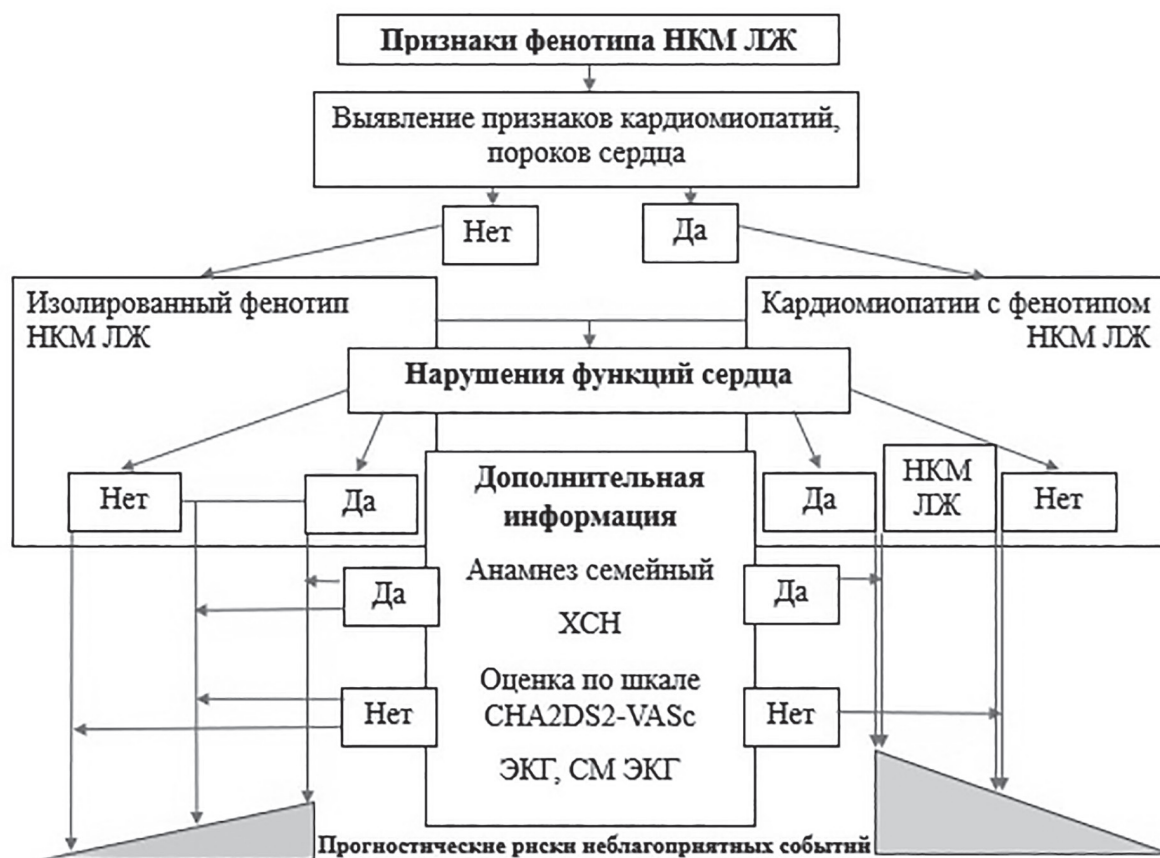 Признаки фенотипа НКМ ЛЖ
Выявление признаков кардиомиопатий,
пороков сердца
Нет
Да
Изолированный фенотип
НКМ ЛЖ
Кардиомиопатии с фенотипом
НКМ ЛЖ
Нарушения функций сердца
Нет
Да
Дополнительная
информация
Да
НКМ
ЛЖ
Нет
Анамнез семейный
ХСН
Оценка по шкале
CHA2DS2-VASc
ЭКГ, СМ ЭКГ
Да
Да
Нет
Нет
Прогностические риски неблагоприятных событий